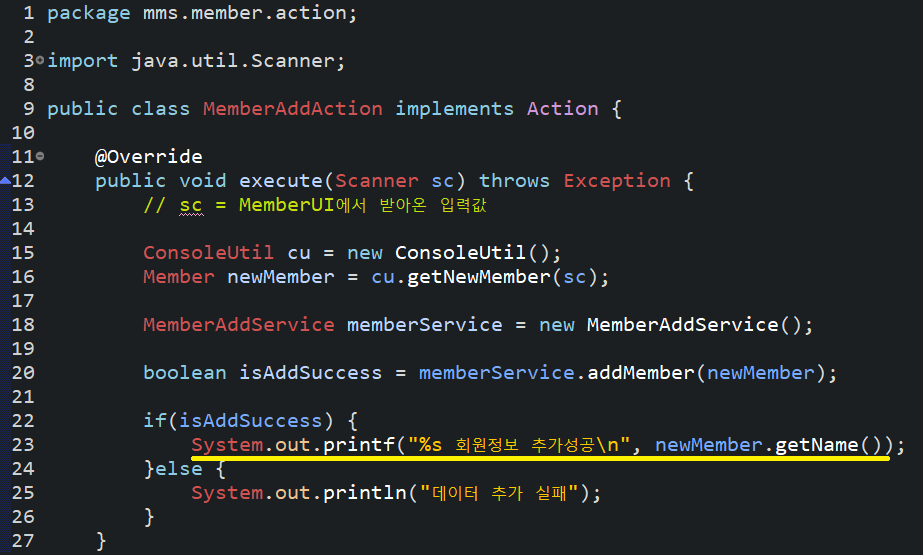 1 package mms.member.action;
2
3 import java.util.Scanner;
8
9 public class MemberAddAction implements Action {
10
11 @Override
12 public void execute(Scanner sc) throws Exception {
13 // sc = MemberUI에서 받아온 입력값
14
15 ConsoleUtil cu = new ConsoleUtil();
16 Member newMember = cu.getNewMember(sc);
17
18 MemberAddService memberService = new MemberAddService();
19
20 boolean isAddSuccess = memberService.addMember(newMember);
21
22 if(isAddSuccess) {
23 System.out.printf("%s 회원정보 추가성공\n", newMember.getName());
24 }else {
25 System.out.println("데이터 추가 실패");
26 }
27 }